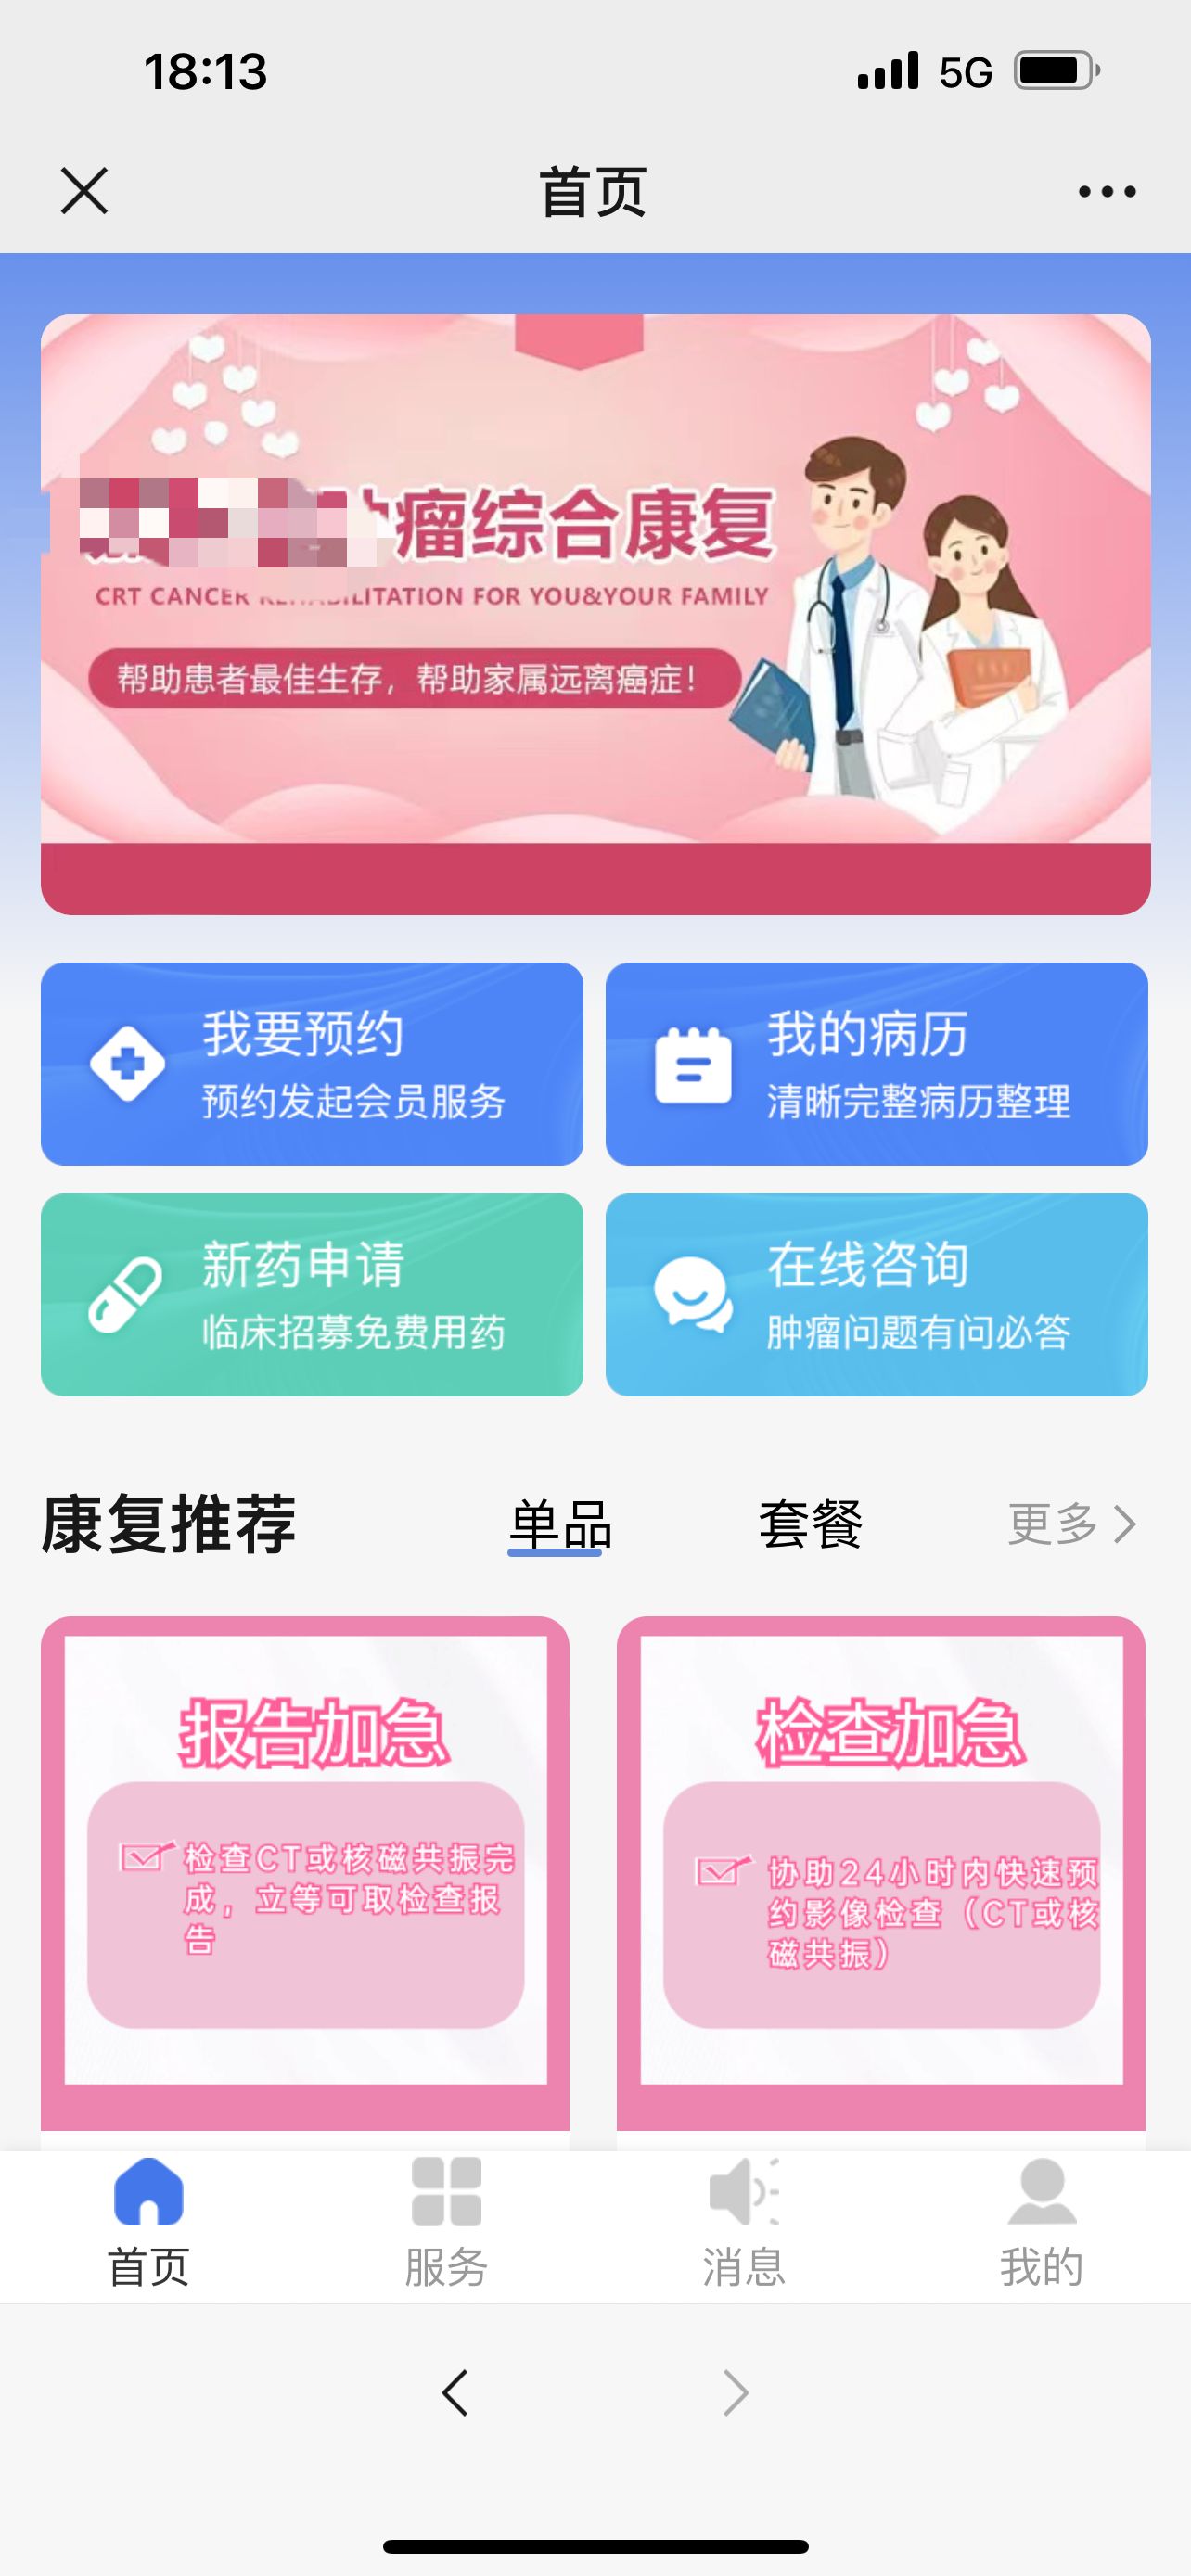 18:13
5G
首页
瘤综合康复
CRT CANCER REHABILITATION FOR YOU&YOUR FAMILY
帮助患者最佳生存，帮助家属远离癌症！
我要预约
预约发起会员服务
我的病历
清晰完整病历整理
新药申请
临床招募免费用药
在线咨询
肿瘤问题有问必答
康复推荐
单品
套餐
更多
报告加急
检查CT或核磁共振完
成，立等可取检查报
告
检查加急
协助24小时内快速预
约影像检查（CT或核
磁共振）
首页
服务
消息
我的